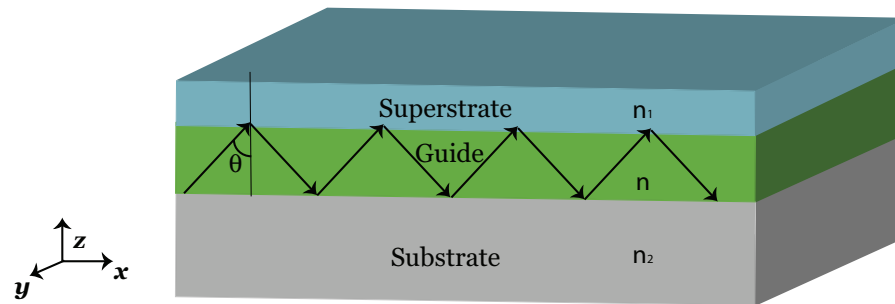 Superstrate n₁
θ Guide n
Substrate n₂
z
y x